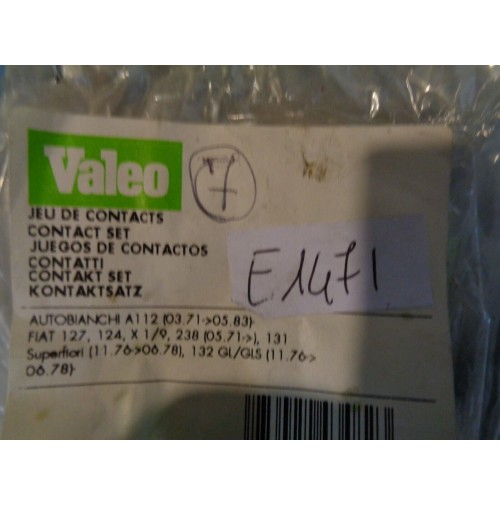 Valeo
7
JEU DE CONTACTS
CONTACT SET
JUEGOS DE CONTACTOS
CONTATTI
CONTAKT SET
KONTAKTSATZ
E1471
AUTOBIANCHI A112 (03.71->05.83)-
FIAT 127, 124, X 1/9, 238 (05.71->), 131
Superfiori (11.76->06.78), 132 GL/GLS (11.76->
06.78)-